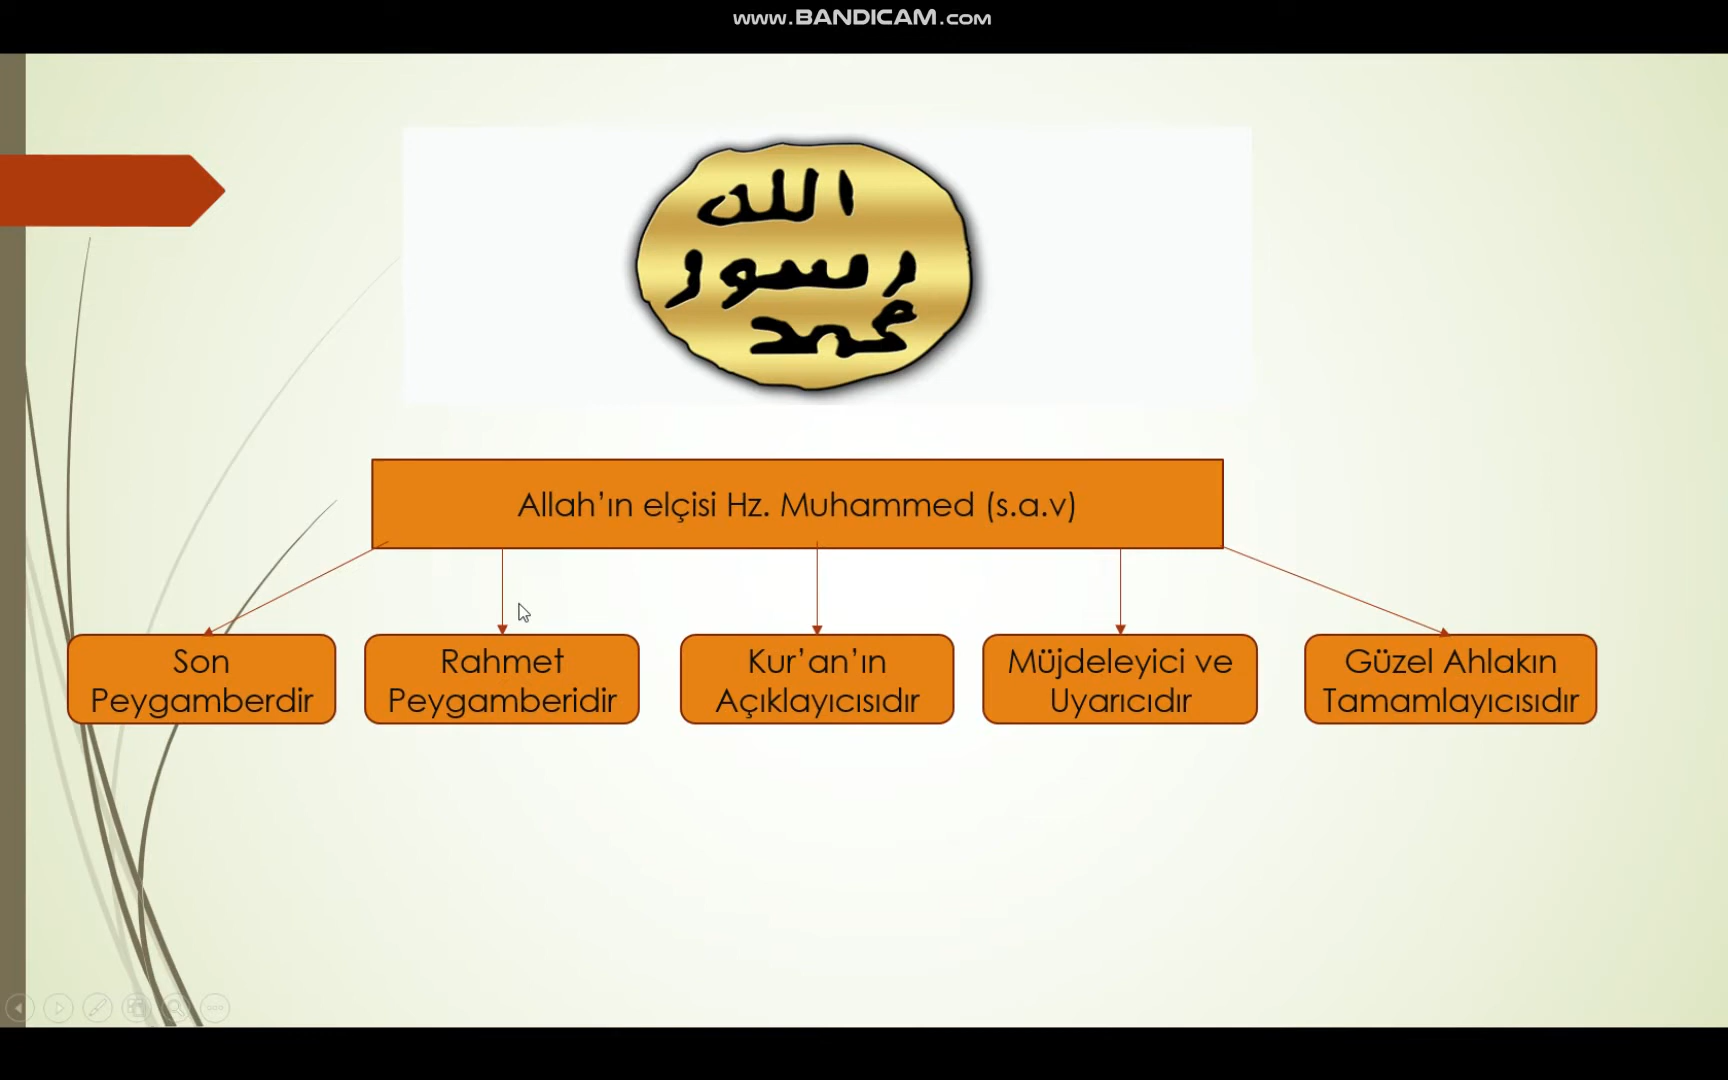 www.BANDICAM.com
الله
رسول
محمد
Allah’ın elçisi Hz. Muhammed (s.a.v)
Son
Peygamberdir
Rahmet
Peygamberidir
Kur’an’ın
Açıklayıcısıdır
Müjdeleyici ve
Uyarıcıdır
Güzel Ahlakın
Tamamlayıcısıdır